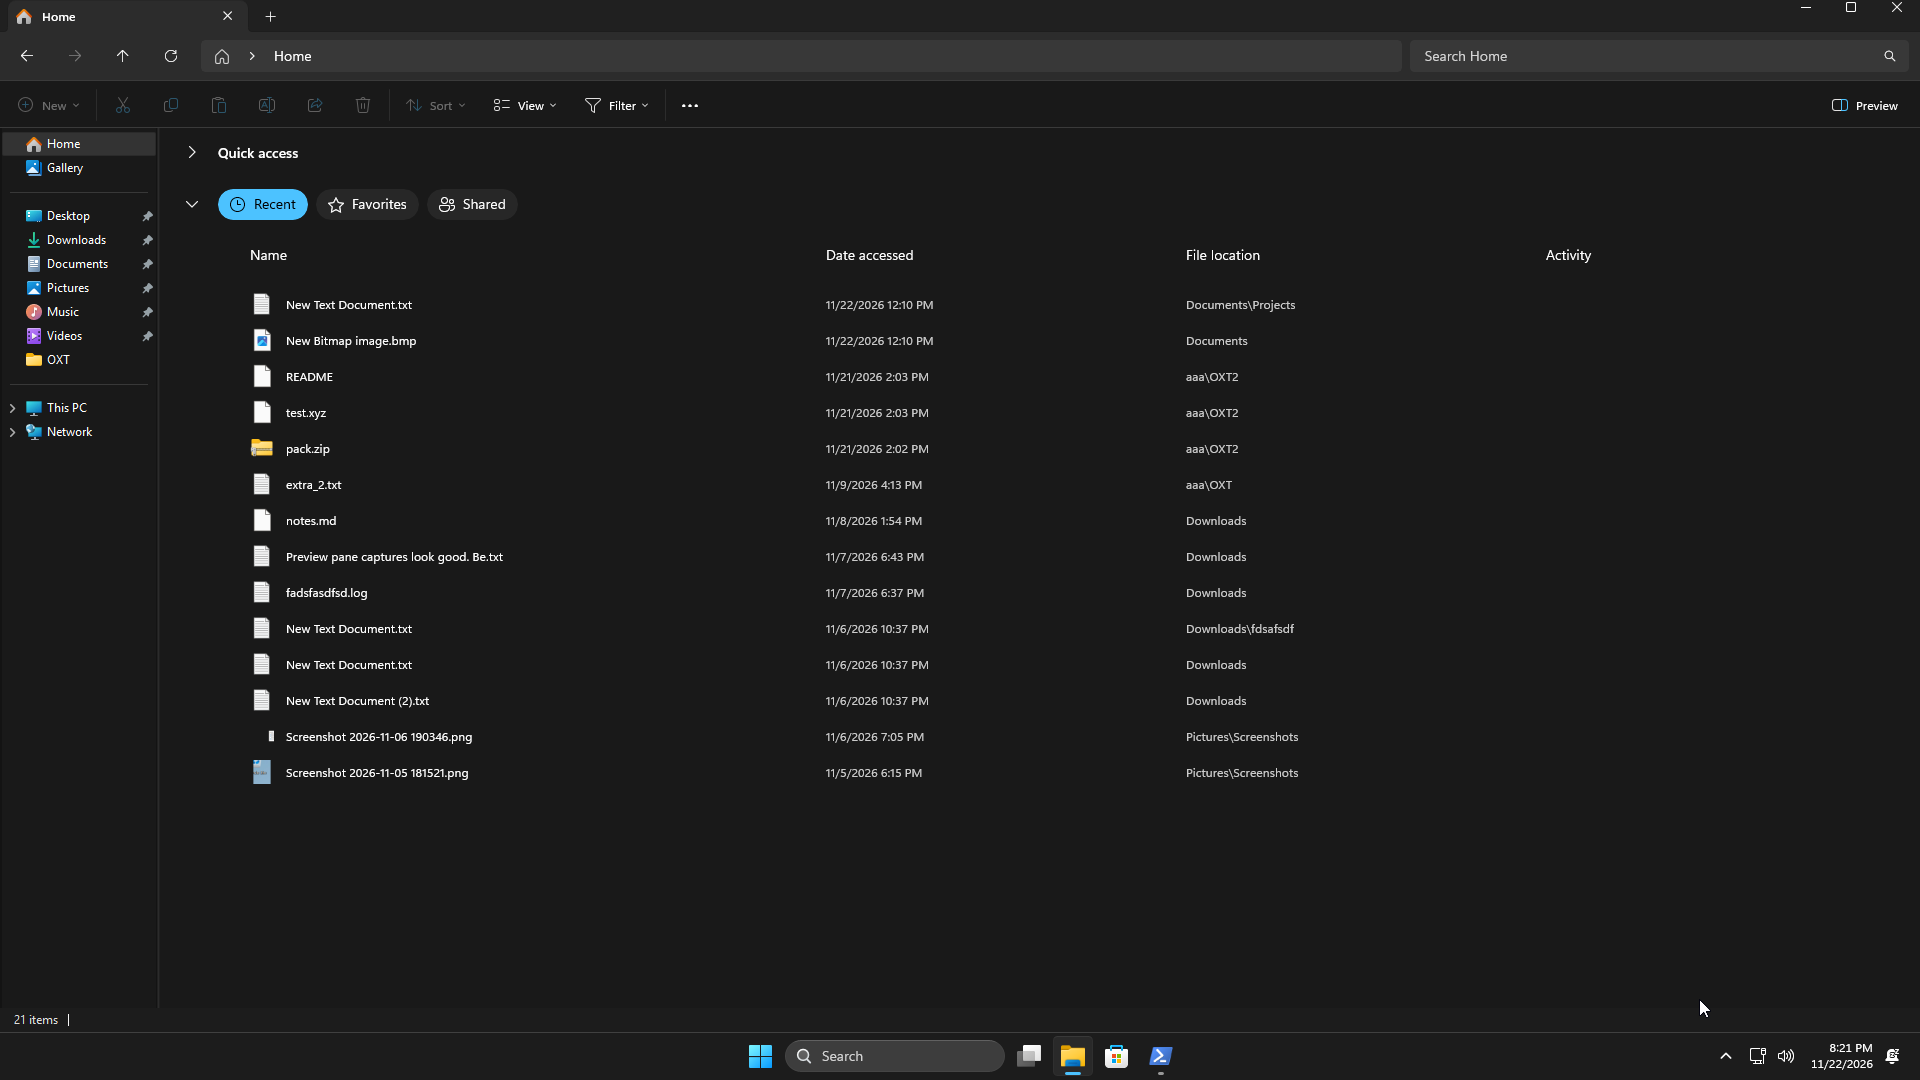 Home
Home
Search Home
New
Sort
View
Filter
Preview
Home
Gallery
Desktop
Downloads
Documents
Pictures
Music
Videos
OXT
This PC
Network
Quick access
Recent
Favorites
Shared
Name Date accessed File location Activity
New Text Document.txt 11/22/2026 12:10 PM Documents\Projects
New Bitmap image.bmp 11/22/2026 12:10 PM Documents
README 11/21/2026 2:03 PM aaa\OXT2
test.xyz 11/21/2026 2:03 PM aaa\OXT2
pack.zip 11/21/2026 2:02 PM aaa\OXT2
extra_2.txt 11/9/2026 4:13 PM aaa\OXT
notes.md 11/8/2026 1:54 PM Downloads
Preview pane captures look good. Be.txt 11/7/2026 6:43 PM Downloads
fadsfasdfsd.log 11/7/2026 6:37 PM Downloads
New Text Document.txt 11/6/2026 10:37 PM Downloads\fdsafsdf
New Text Document.txt 11/6/2026 10:37 PM Downloads
New Text Document (2).txt 11/6/2026 10:37 PM Downloads
Screenshot 2026-11-06 190346.png 11/6/2026 7:05 PM Pictures\Screenshots
Screenshot 2026-11-05 181521.png 11/5/2026 6:15 PM Pictures\Screenshots
21 items
Search
8:21 PM
11/22/2026